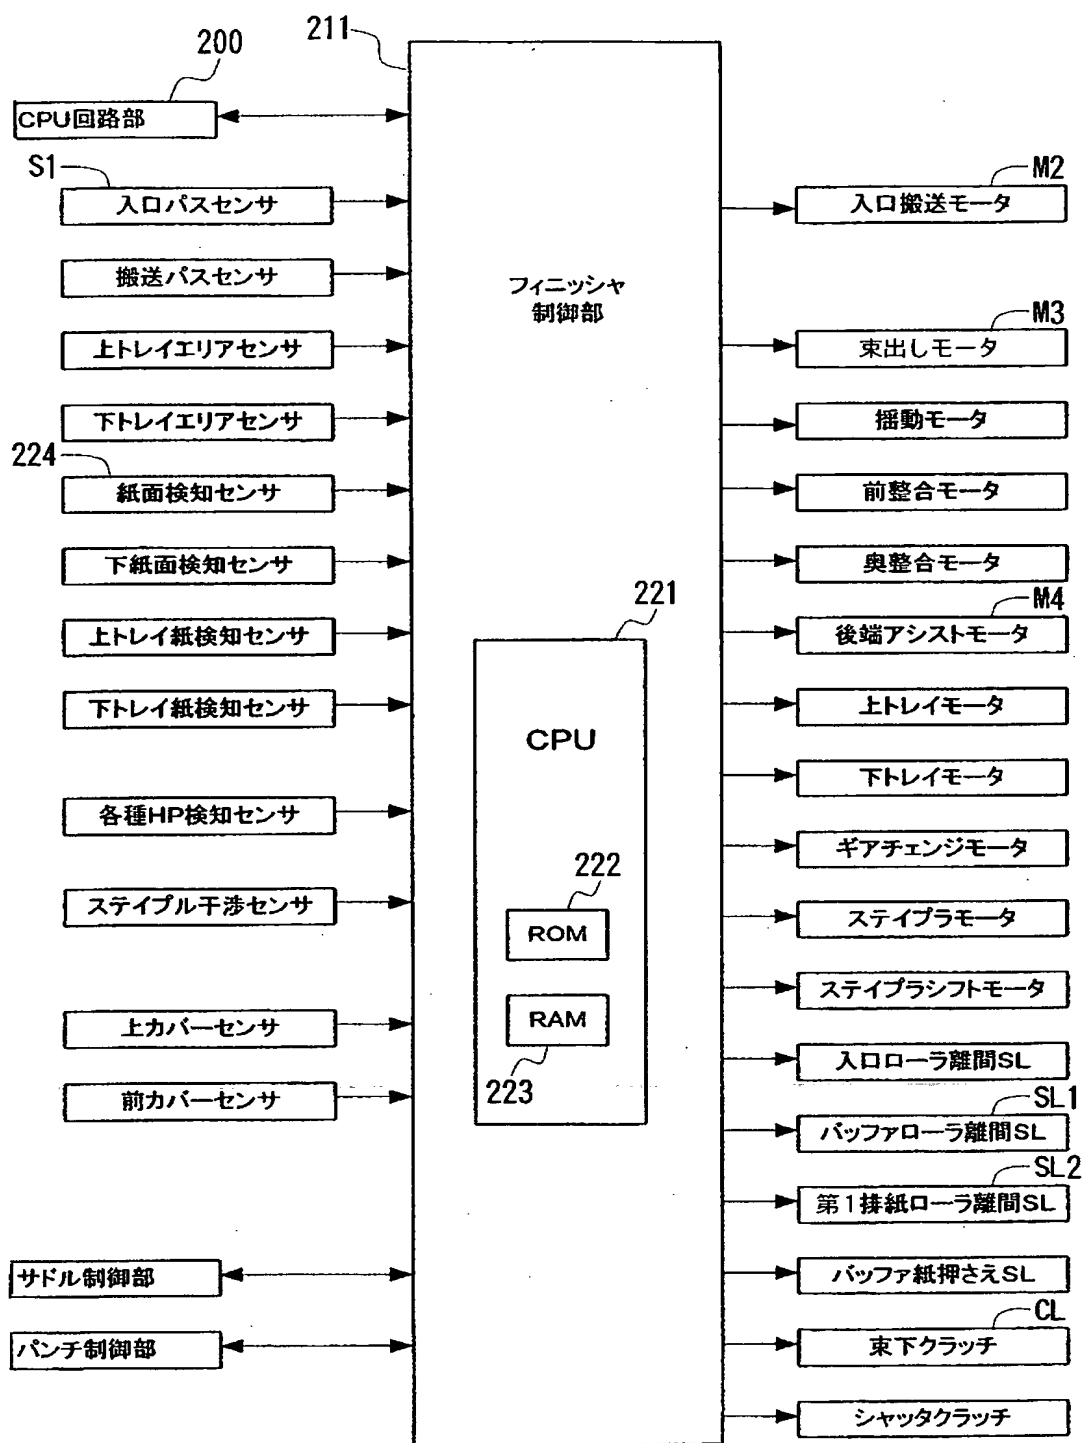 211
200
CPU回路部
S1
入口パスセンサ
搬送パスセンサ
上トレイエリアセンサ
下トレイエリアセンサ
224
紙面検知センサ
下紙面検知センサ
上トレイ紙検知センサ
下トレイ紙検知センサ
各種HP検知センサ
ステイプル干渉センサ
上カバーセンサ
前カバーセンサ
サドル制御部
パンチ制御部
フィニッシャ
制御部
221
CPU
222
ROM
RAM
223
M2
入口搬送モータ
M3
束出しモータ
揺動モータ
前整合モータ
奥整合モータ
M4
後端アシストモータ
上トレイモータ
下トレイモータ
ギアチェンジモータ
ステイプラモータ
ステイプラシフトモータ
入口ローラ離間SL
SL1
バッファローラ離間SL
SL2
第1排紙ローラ離間SL
バッファ紙押さえSL
CL
束下クラッチ
シャッタクラッチ